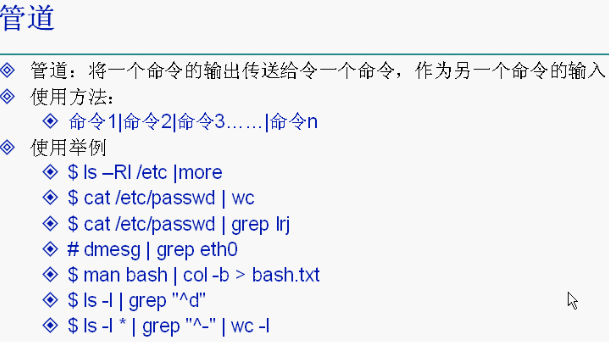 管道
管道：将一个命令的输出传送给令一个命令，作为另一个命令的输入
使用方法：
命令1|命令2|命令3……|命令n
使用举例
$ ls –Rl /etc |more
$ cat /etc/passwd | wc
$ cat /etc/passwd | grep lrj
# dmesg | grep eth0
$ man bash | col -b > bash.txt
$ ls -l | grep "^d"
$ ls -l * | grep "^-" | wc -l